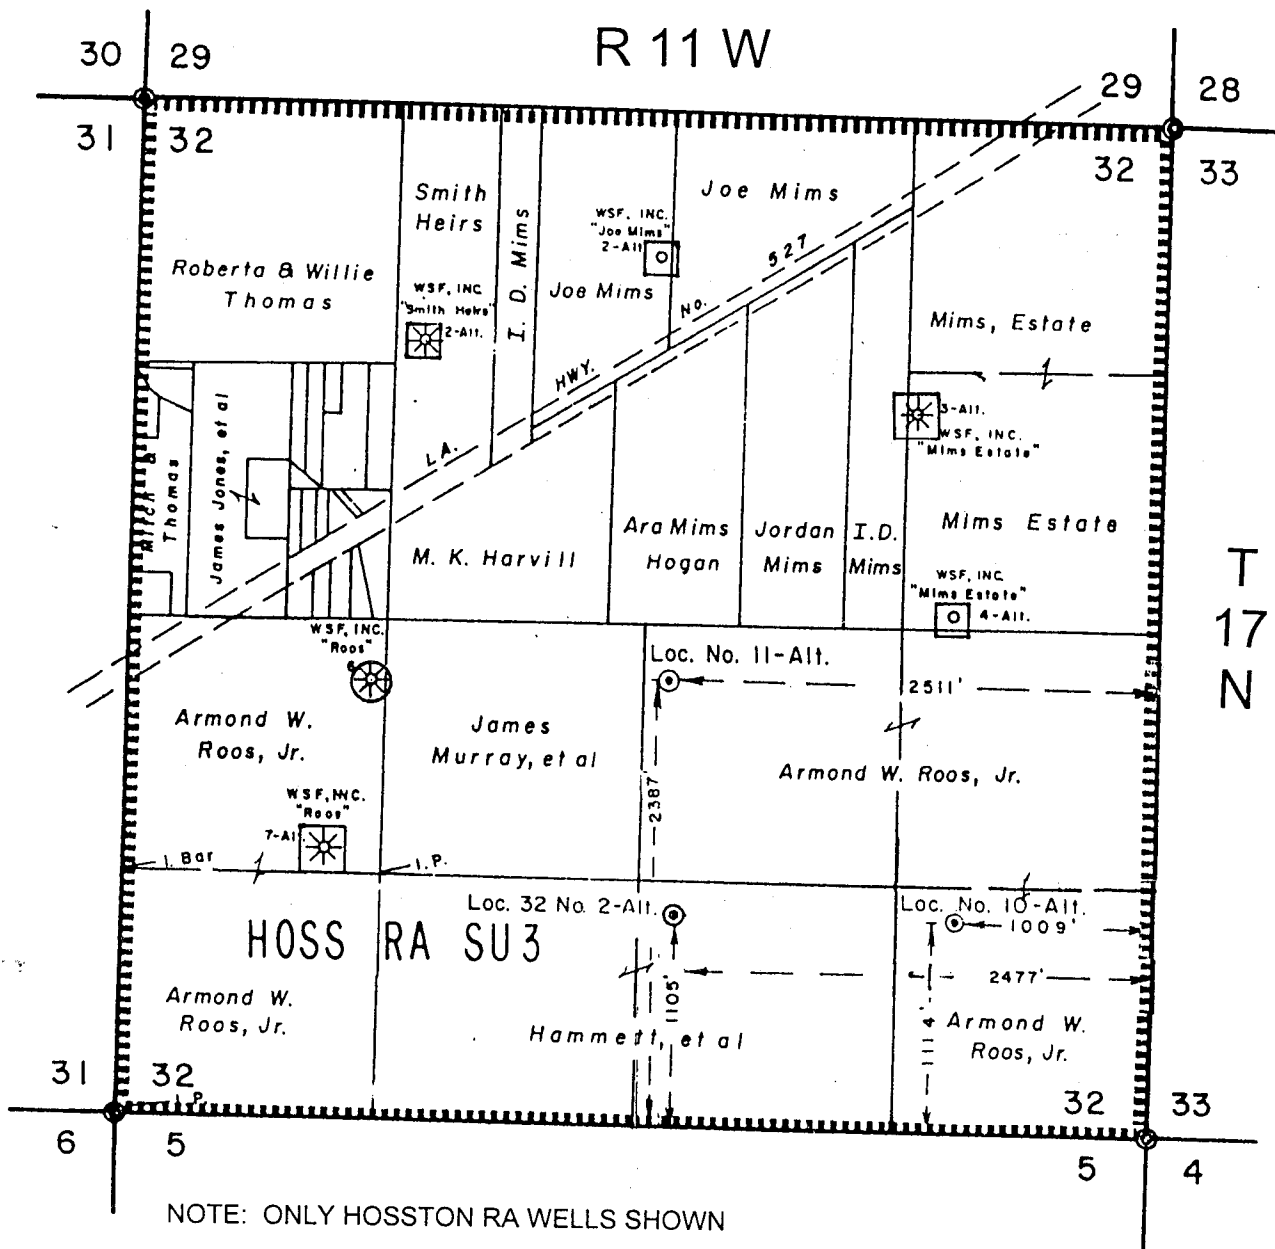 R 11 W
30 29
29 28
31 32
32 33
Smith
Heirs
I. D. Mims
WSF, INC.
"Joe Mims"
2-Alt.
Joe Mims
Roberta & Willie
Thomas
WSF, INC
"Smith Heirs"
2-Alt.
Joe Mims
LA. HWY. No. 527
Mims, Estate
3-Alt.
WSF, INC.
"Mims Estate"
Mitch &
Thomas
James Jones, et al
M. K. Harvill
Ara Mims
Hogan
Jordan
Mims
I.D.
Mims
Mims Estate
WSF, INC
"Mims Estate"
4-Alt.
T
17
N
WSF, INC.
"Roos"
6
Loc. No. 11-Alt.
2511'
Armond W.
Roos, Jr.
James
Murray, et al
2387'
Armond W. Roos, Jr.
WSF, INC.
"Roos"
7-Alt.
I. Bar
I.P.
Loc. 32 No. 2-Alt.
Loc. No. 10-Alt.
1009'
HOSS RA SU3
2477'
1105'
1114'
Armond W.
Roos, Jr.
Hammett, et al
Armond W.
Roos, Jr.
31 32
I.P.
32 33
6 5
5 4
NOTE: ONLY HOSSTON RA WELLS SHOWN